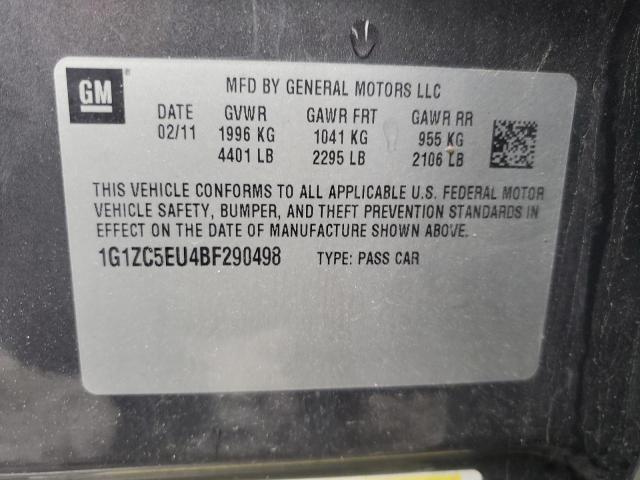 GM
MFD BY GENERAL MOTORS LLC
DATE GVWR GAWR FRT GAWR RR
02/11 1996 KG 1041 KG 955 KG
4401 LB 2295 LB 2106 LB
THIS VEHICLE CONFORMS TO ALL APPLICABLE U.S. FEDERAL MOTOR
VEHICLE SAFETY, BUMPER, AND THEFT PREVENTION STANDARDS IN
EFFECT ON THE DATE OF MANUFACTURE SHOWN ABOVE.
1G1ZC5EU4BF290498 TYPE: PASS CAR